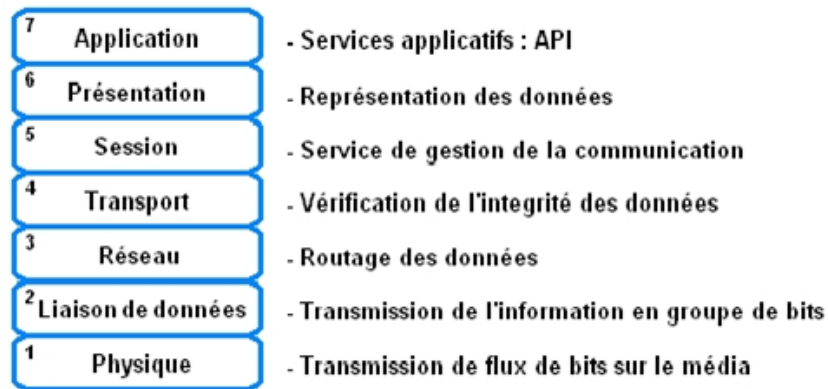 7 Application - Services applicatifs : API
6 Présentation - Représentation des données
5 Session - Service de gestion de la communication
4 Transport - Vérification de l'integrité des données
3 Réseau - Routage des données
2 Liaison de données - Transmission de l'information en groupe de bits
1 Physique - Transmission de flux de bits sur le média